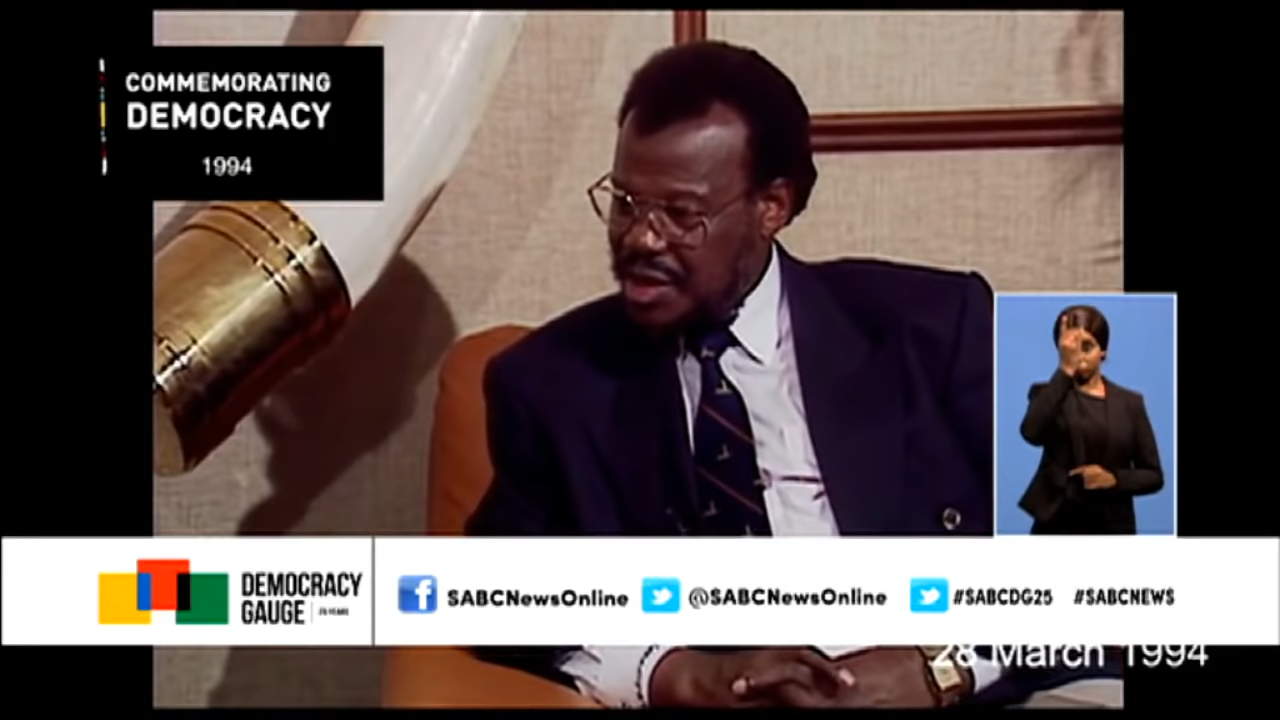 COMMEMORATING
DEMOCRACY
1994
DEMOCRACY
GAUGE
SABCNewsOnline
@SABCNewsOnline
#SABCDG25
#SABCNEWS
28 March 1994